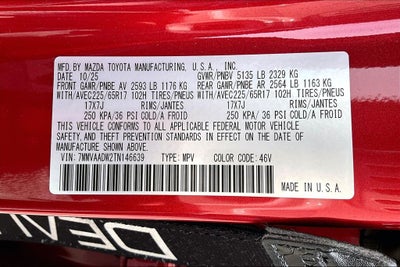 MFD.BY MAZDA TOYOTA MANUFACTURING, U.S.A., INC.
DATE 10/25 GVWR/PNBV 5135 LB 2329 KG
FRONT GAWR/PNBE AV 2593 LB 1176 KG REAR GAWR/PNBE AR 2564 LB 1163 KG
WITH/AVEC225/65R17 102H TIRES/PNEUS WITH/AVEC225/65R17 102H TIRES/PNEUS
17X7J RIMS/JANTES 17X7J RIMS/JANTES
250 KPA/36 PSI COLD/A FROID 250 KPA/36 PSI COLD/A FROID
THIS VEHICLE CONFORMS TO ALL APPLICABLE FEDERAL MOTOR VEHICLE
SAFETY AND THEFT PREVENTION STANDARDS IN EFFECT ON THE DATE OF
MANUFACTURE SHOWN ABOVE.
VIN: 7MMVAADW2TN146639 TYPE: MPV COLOR CODE: 46V
MADE IN U.S.A.
DEAL